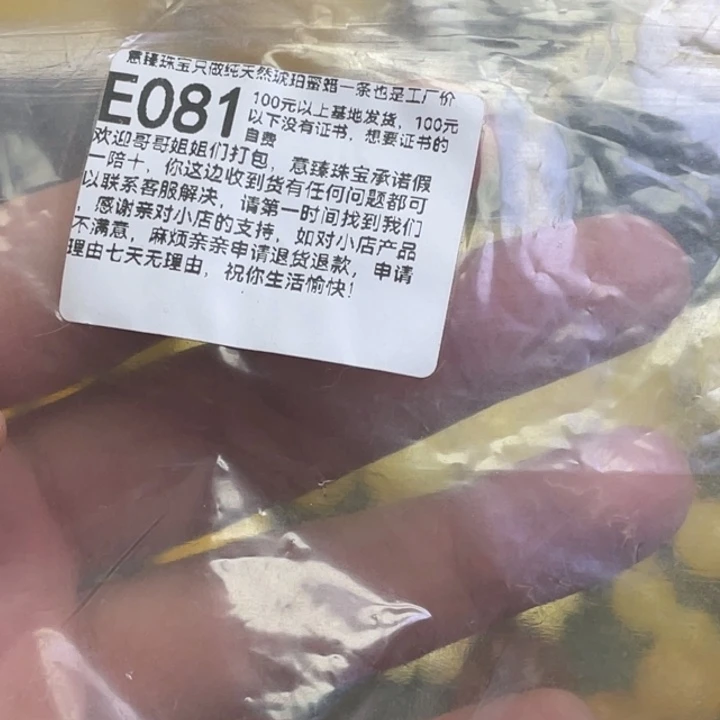 意臻珠宝只做纯天然琥珀蜜蜡一条也是工厂价
E081
100元以上基地发货，100元
以下没有证书，想要证书的
自费
欢迎哥哥姐姐们打包，意臻珠宝承诺假
一陪十，你这边收到货有任何问题都可
以联系客服解决，请第一时间找到我们
，感谢亲对小店的支持，如对小店产品
不满意，麻烦亲亲申请退货退款，申请
理由七天无理由，祝你生活愉快！